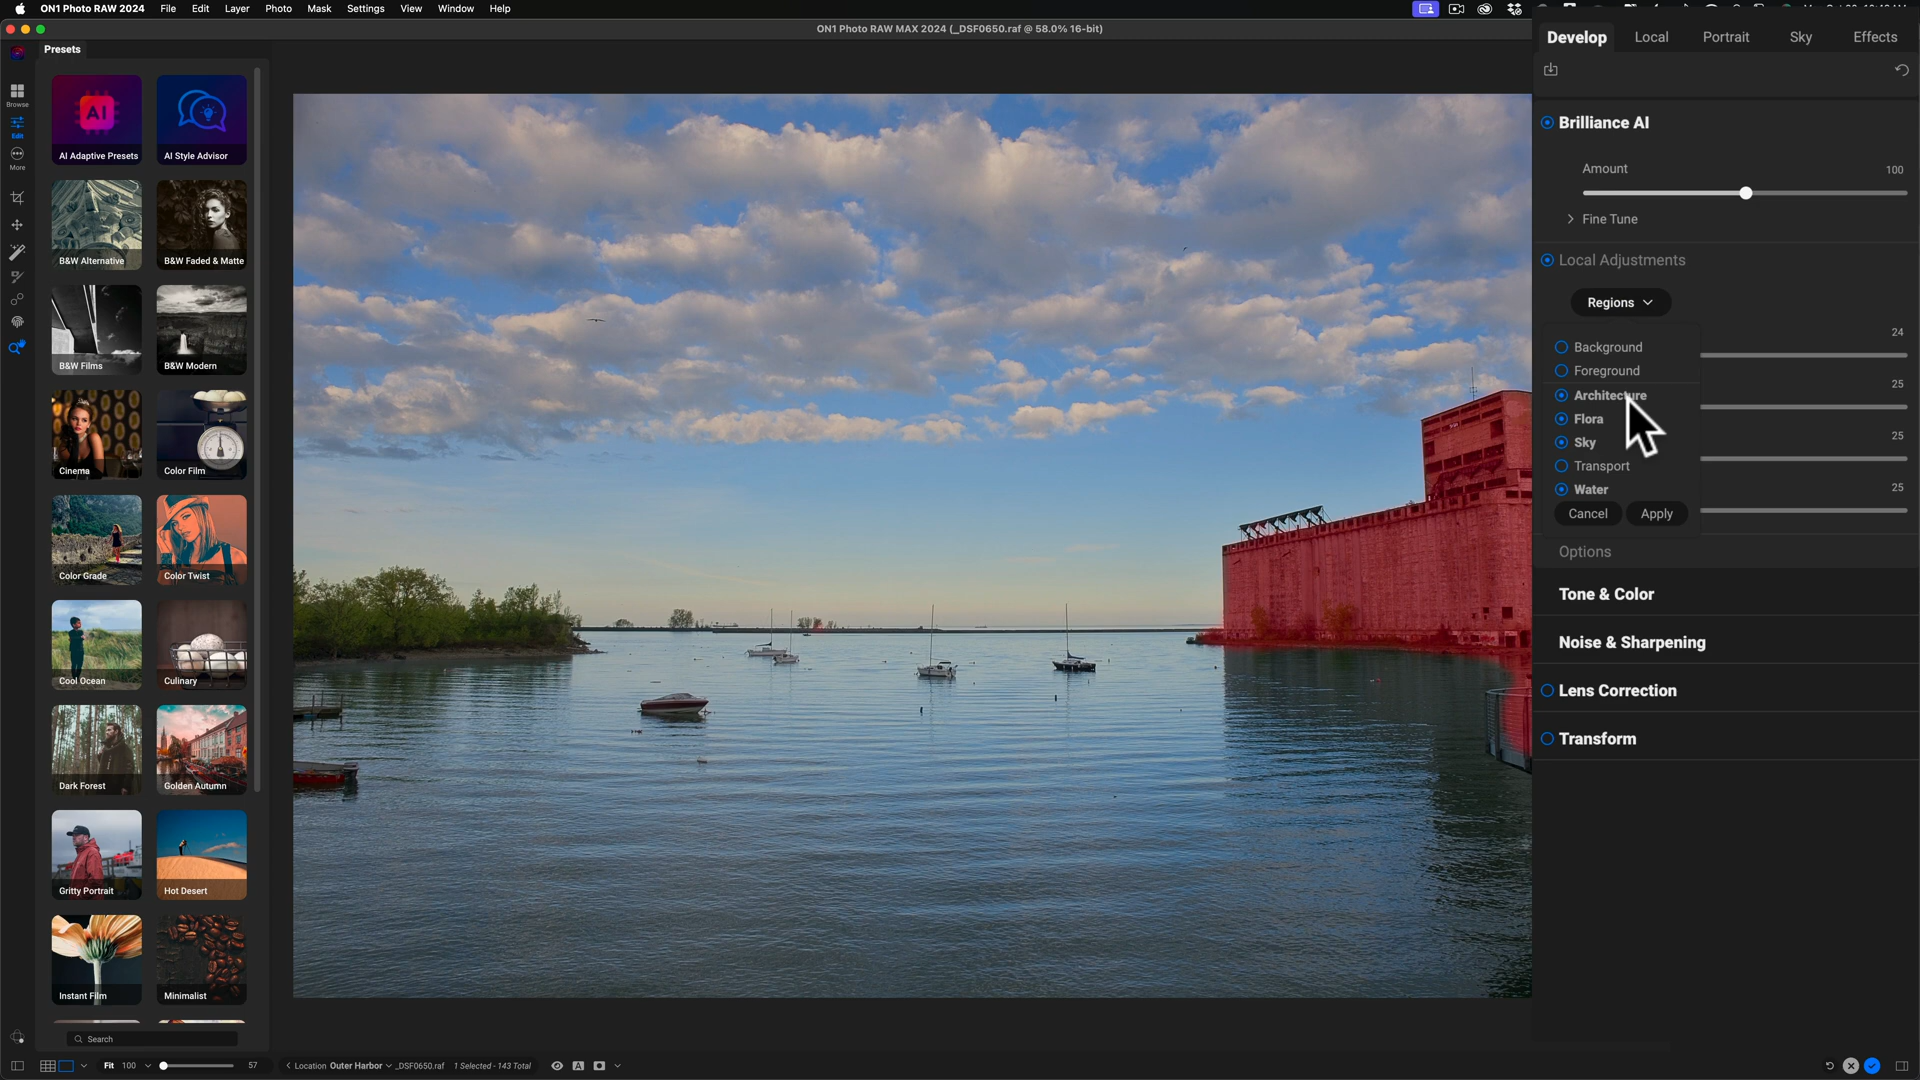 ON1 Photo RAW 2024 File Edit Layer Photo Mask Settings View Window Help
ON1 Photo RAW MAX 2024 (_DSF0650.raf @ 58.0% 16-bit)
Presets
Browse
Edit
More
AI
AI Adaptive Presets
AI Style Advisor
B&W Alternative
B&W Faded & Matte
B&W Films
B&W Modern
Cinema
Color Film
Color Grade
Color Twist
Cool Ocean
Culinary
Dark Forest
Golden Autumn
Gritty Portrait
Hot Desert
Instant Film
Minimalist
Search
Fit 100 57
Location Outer Harbor _DSF0650.raf 1 Selected - 143 Total
A
Develop Local Portrait Sky Effects
Brilliance AI
Amount 100
Fine Tune
Local Adjustments
Regions
24
Background
Foreground
25
Architecture
Flora
25
Sky
Transport
25
Water
Cancel Apply
Options
Tone & Color
Noise & Sharpening
Lens Correction
Transform